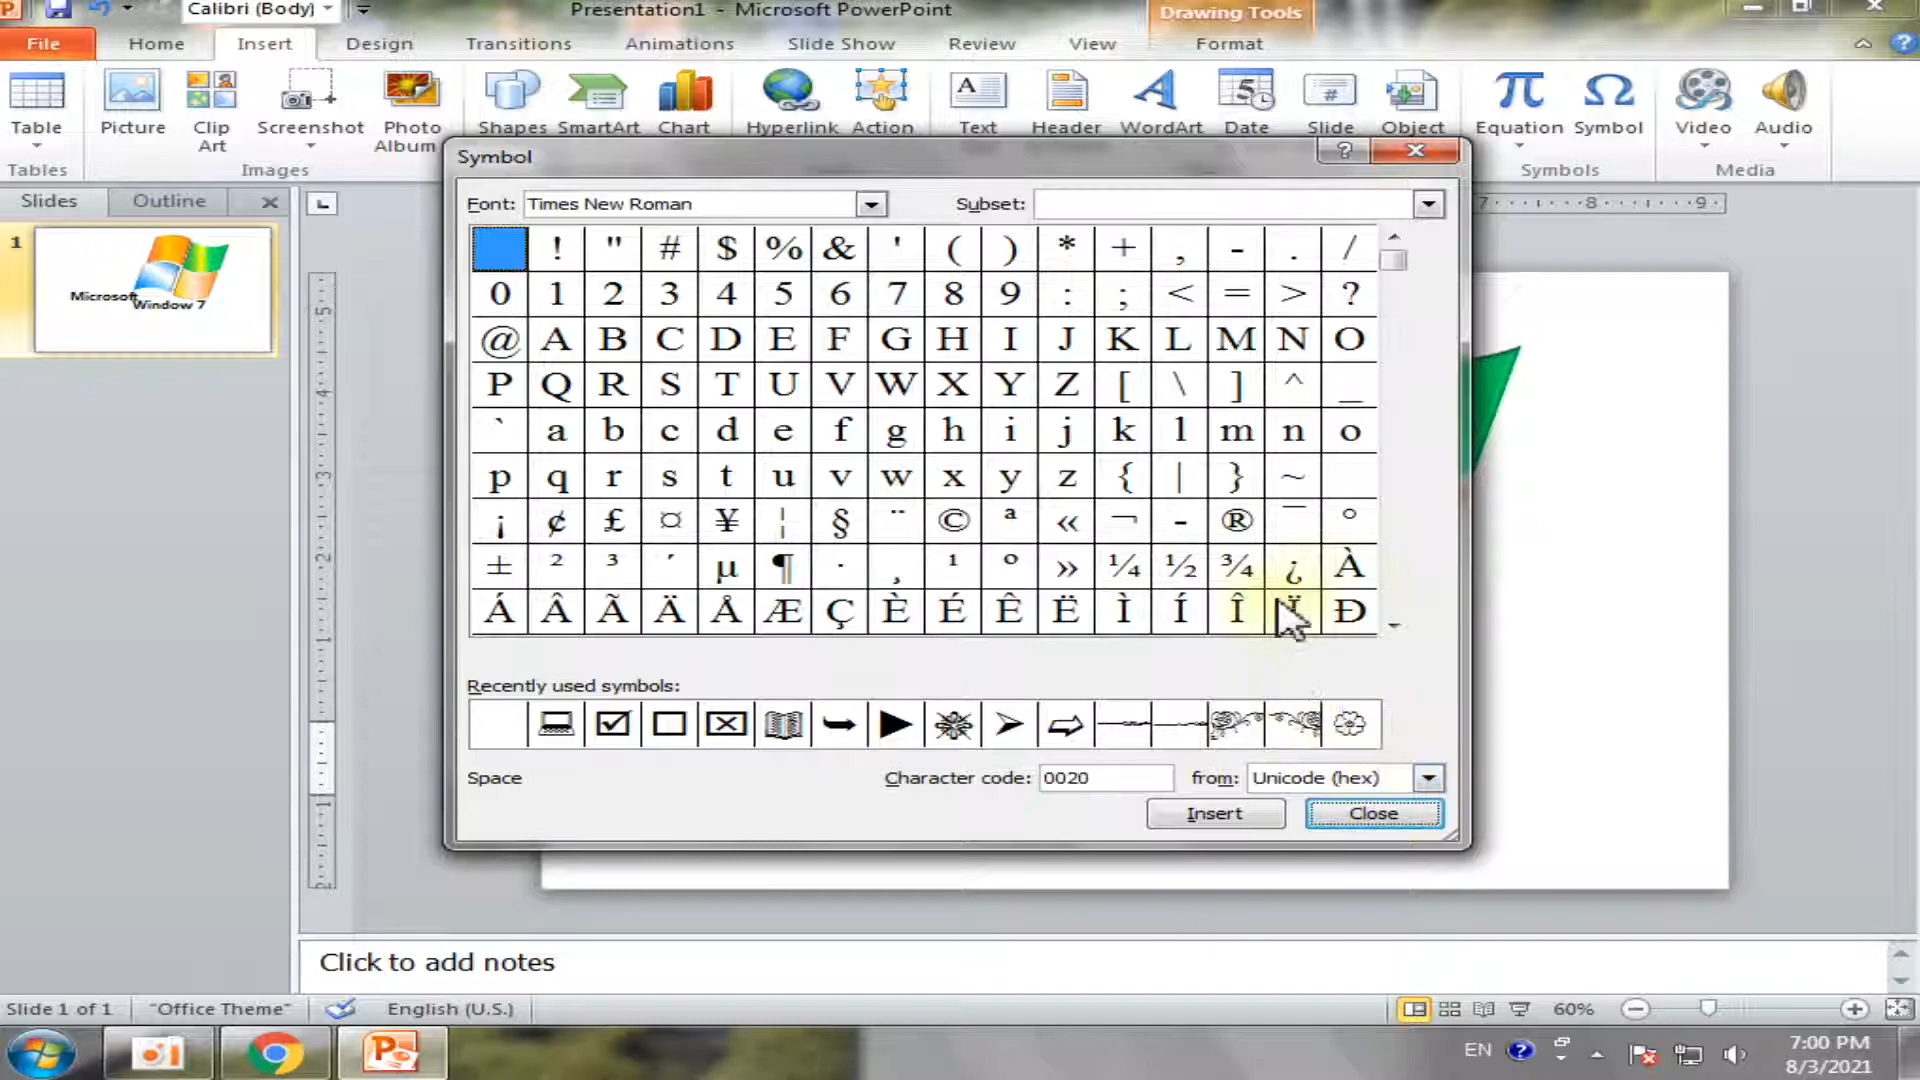 Calibri (Body)
Presentation1 - Microsoft PowerPoint
Drawing Tools
File Home Insert Design Transitions Animations Slide Show Review View Format
Table Picture Clip Art Screenshot Photo Album Shapes SmartArt Chart Hyperlink Action Text Header WordArt Date Slide Object Equation Symbol Video Audio
Tables Images Symbols Media
Slides Outline
1
Microsoft
Window 7
Symbol
Font: Times New Roman Subset:
! " # $ % & ' ( ) * + , - . /
0 1 2 3 4 5 6 7 8 9 : ; < = > ?
@ A B C D E F G H I J K L M N O
P Q R S T U V W X Y Z [ \ ] ^ _
` a b c d e f g h i j k l m n o
p q r s t u v w x y z { | } ~
¡ ¢ £ ¤ ¥ ¦ § ¨ © ª « ¬ - ® ¯ °
± ² ³ ´ µ ¶ · ¸ ¹ º » ¼ ½ ¾ ¿ À
Á Â Ã Ä Å Æ Ç È É Ê Ë Ì Í Î Ï Đ
Recently used symbols:
Space Character code: 0020 from: Unicode (hex)
Insert Close
Click to add notes
Slide 1 of 1 "Office Theme" English (U.S.) 60%
EN 7:00 PM
8/3/2021